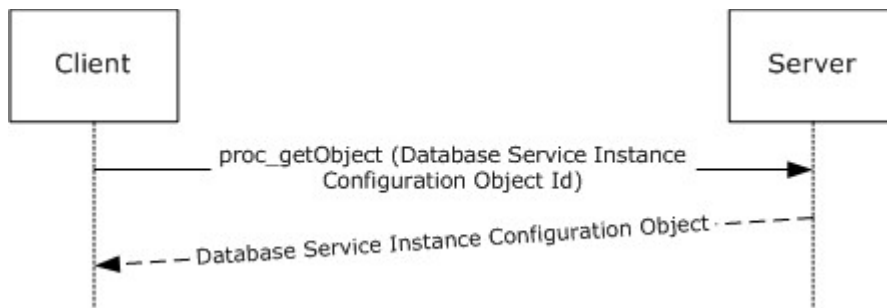 Client
Server
proc_getObject (Database Service Instance
Configuration Object Id)
Database Service Instance Configuration Object